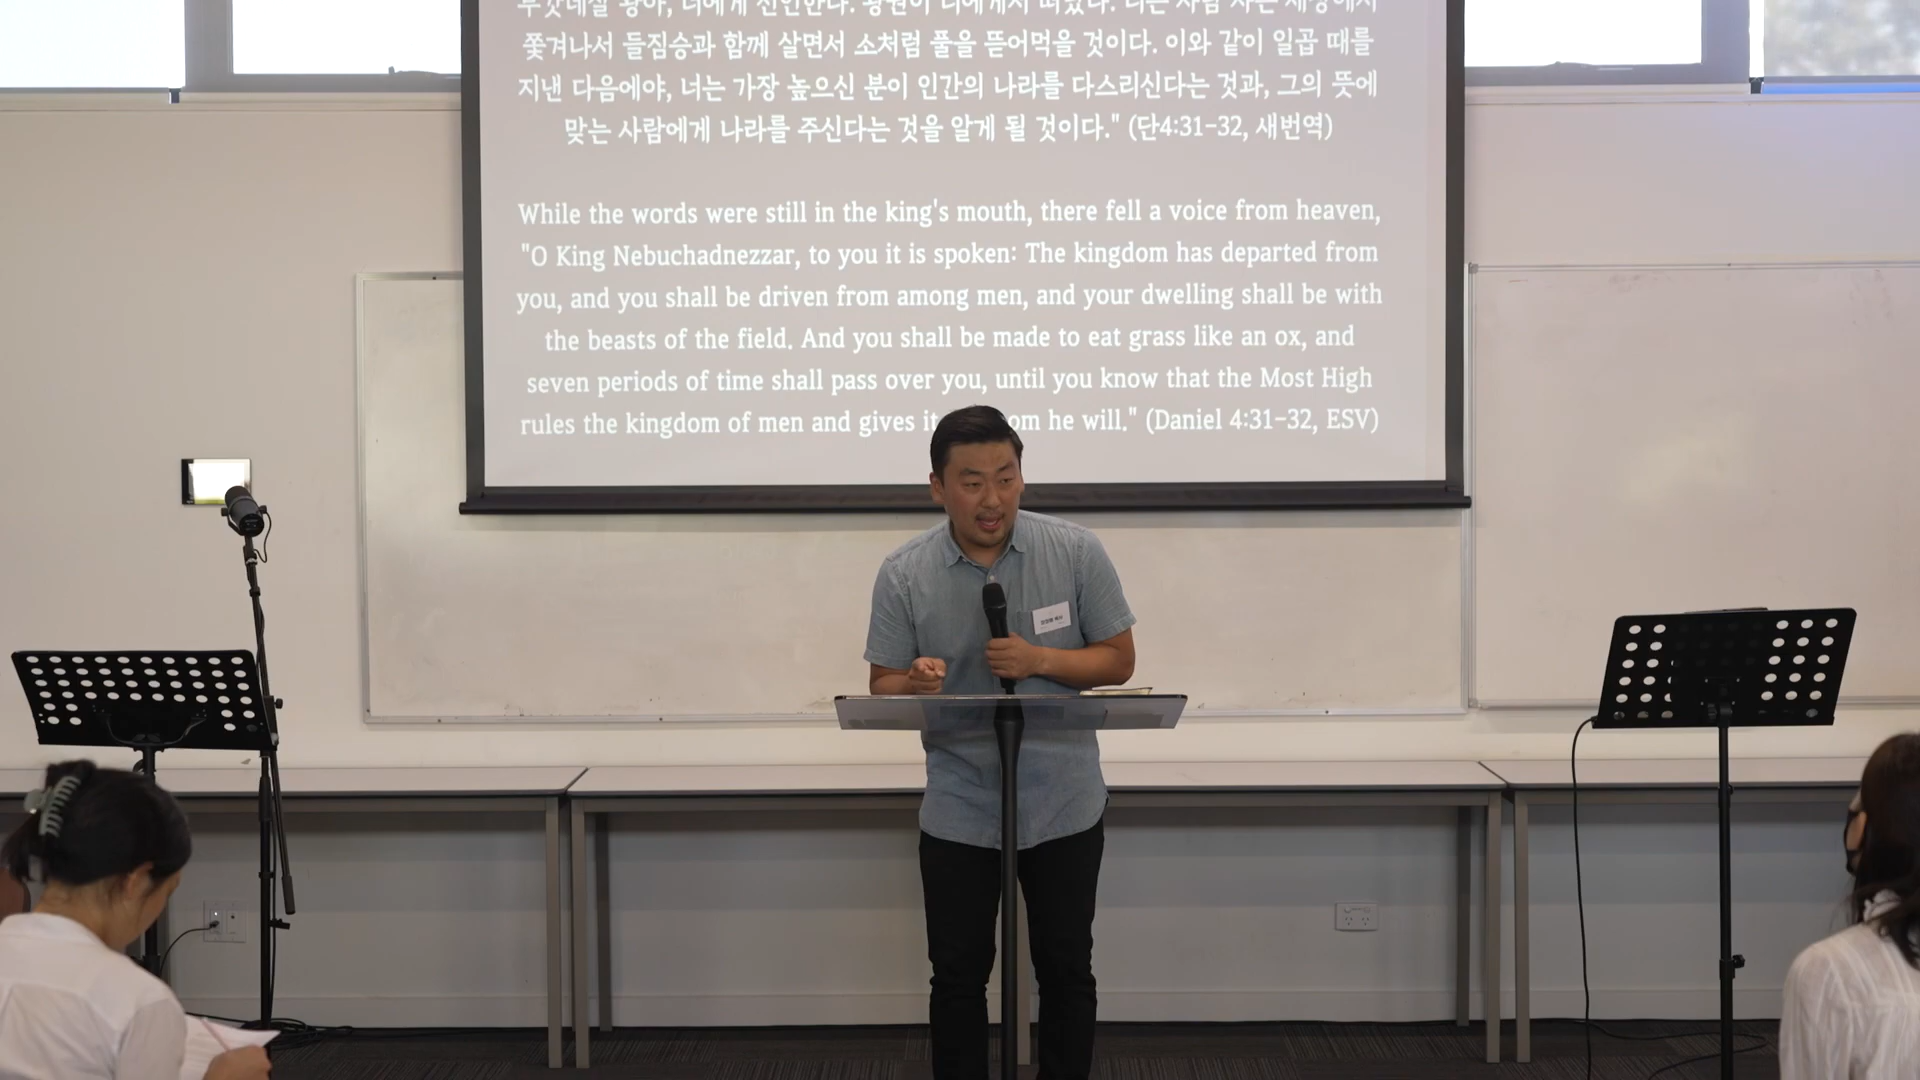 쫓겨나서 들짐승과 함께 살면서 소처럼 풀을 뜯어먹을 것이다. 이와 같이 일곱 때를
지낸 다음에야, 너는 가장 높으신 분이 인간의 나라를 다스리신다는 것과, 그의 뜻에
맞는 사람에게 나라를 주신다는 것을 알게 될 것이다." (단4:31-32, 새번역)
While the words were still in the king's mouth, there fell a voice from heaven,
"O King Nebuchadnezzar, to you it is spoken: The kingdom has departed from
you, and you shall be driven from among men, and your dwelling shall be with
the beasts of the field. And you shall be made to eat grass like an ox, and
seven periods of time shall pass over you, until you know that the Most High
rules the kingdom of men and gives it he will." (Daniel 4:31-32, ESV)